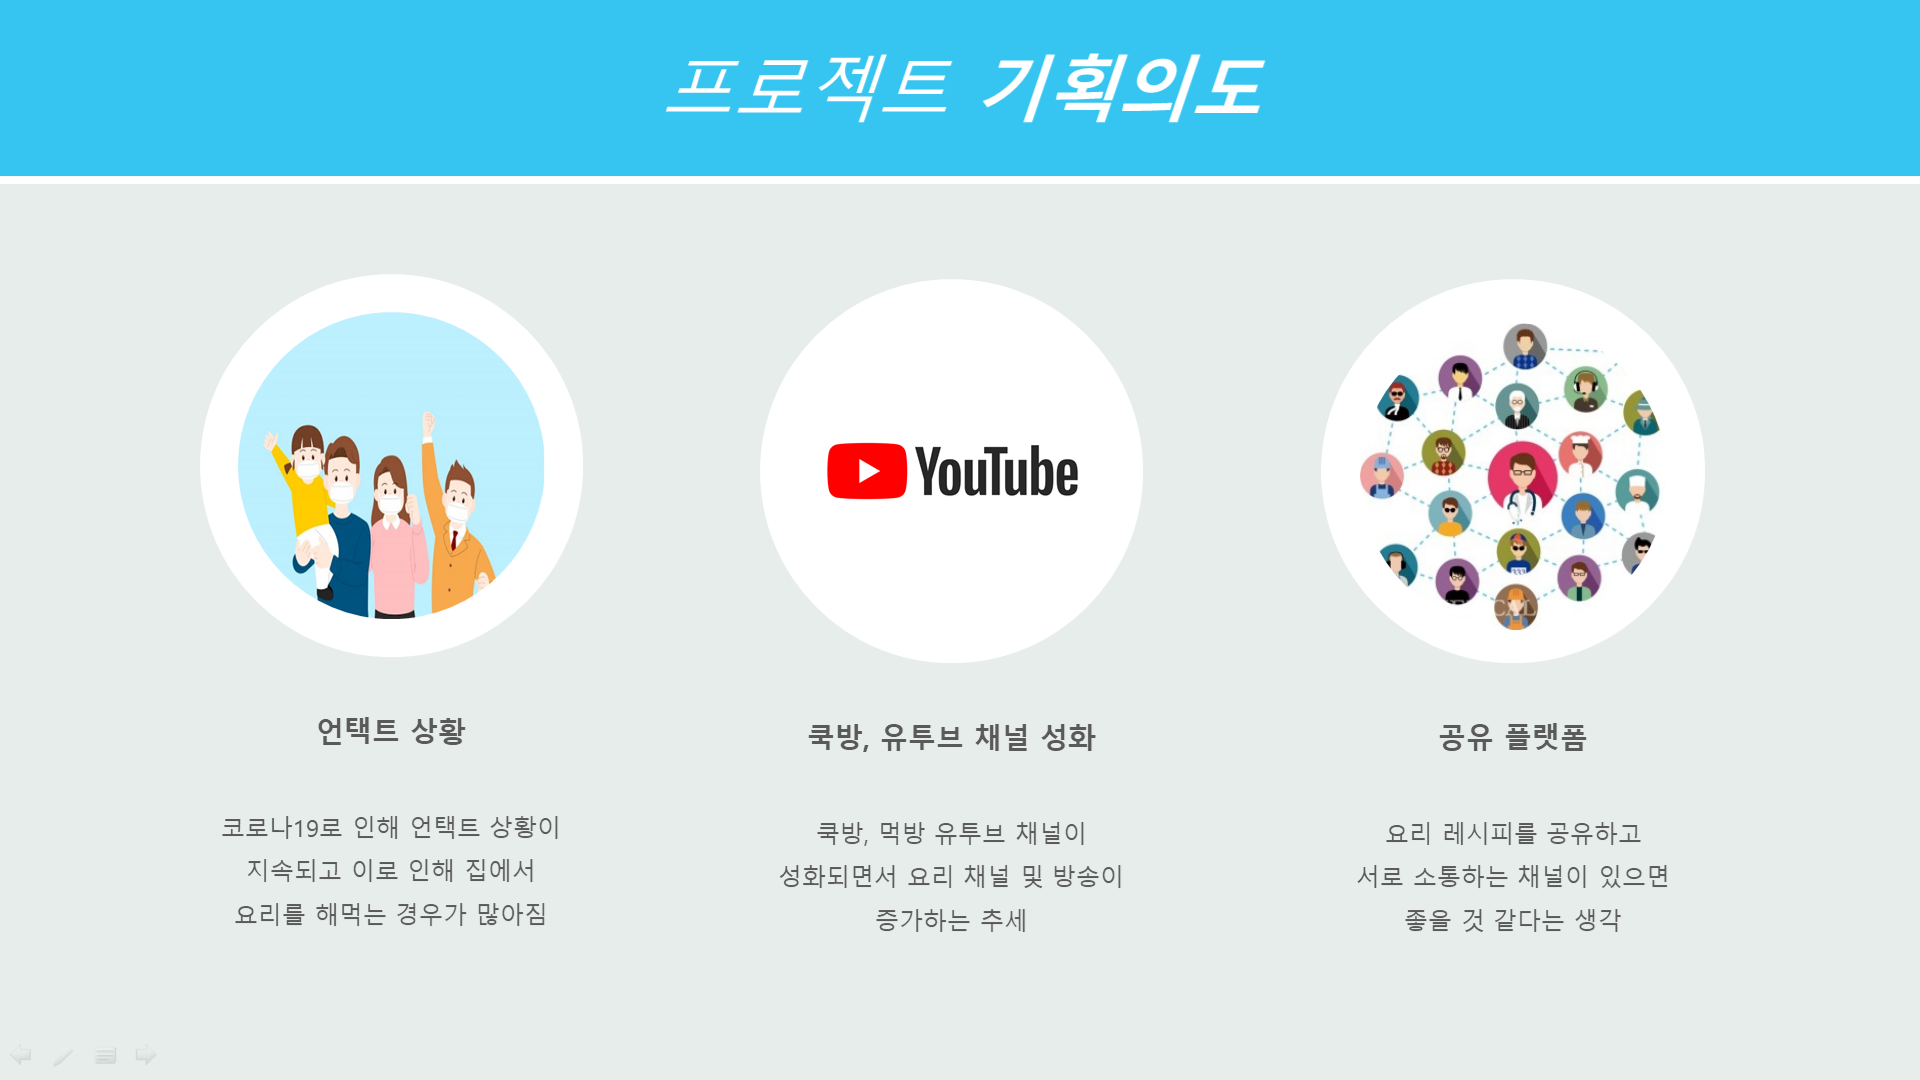 프로젝트 기획의도
YouTube
언택트 상황
코로나19로 인해 언택트 상황이
지속되고 이로 인해 집에서
요리를 해먹는 경우가 많아짐
쿡방, 유투브 채널 성화
쿡방, 먹방 유투브 채널이
성화되면서 요리 채널 및 방송이
증가하는 추세
공유 플랫폼
요리 레시피를 공유하고
서로 소통하는 채널이 있으면
좋을 것 같다는 생각